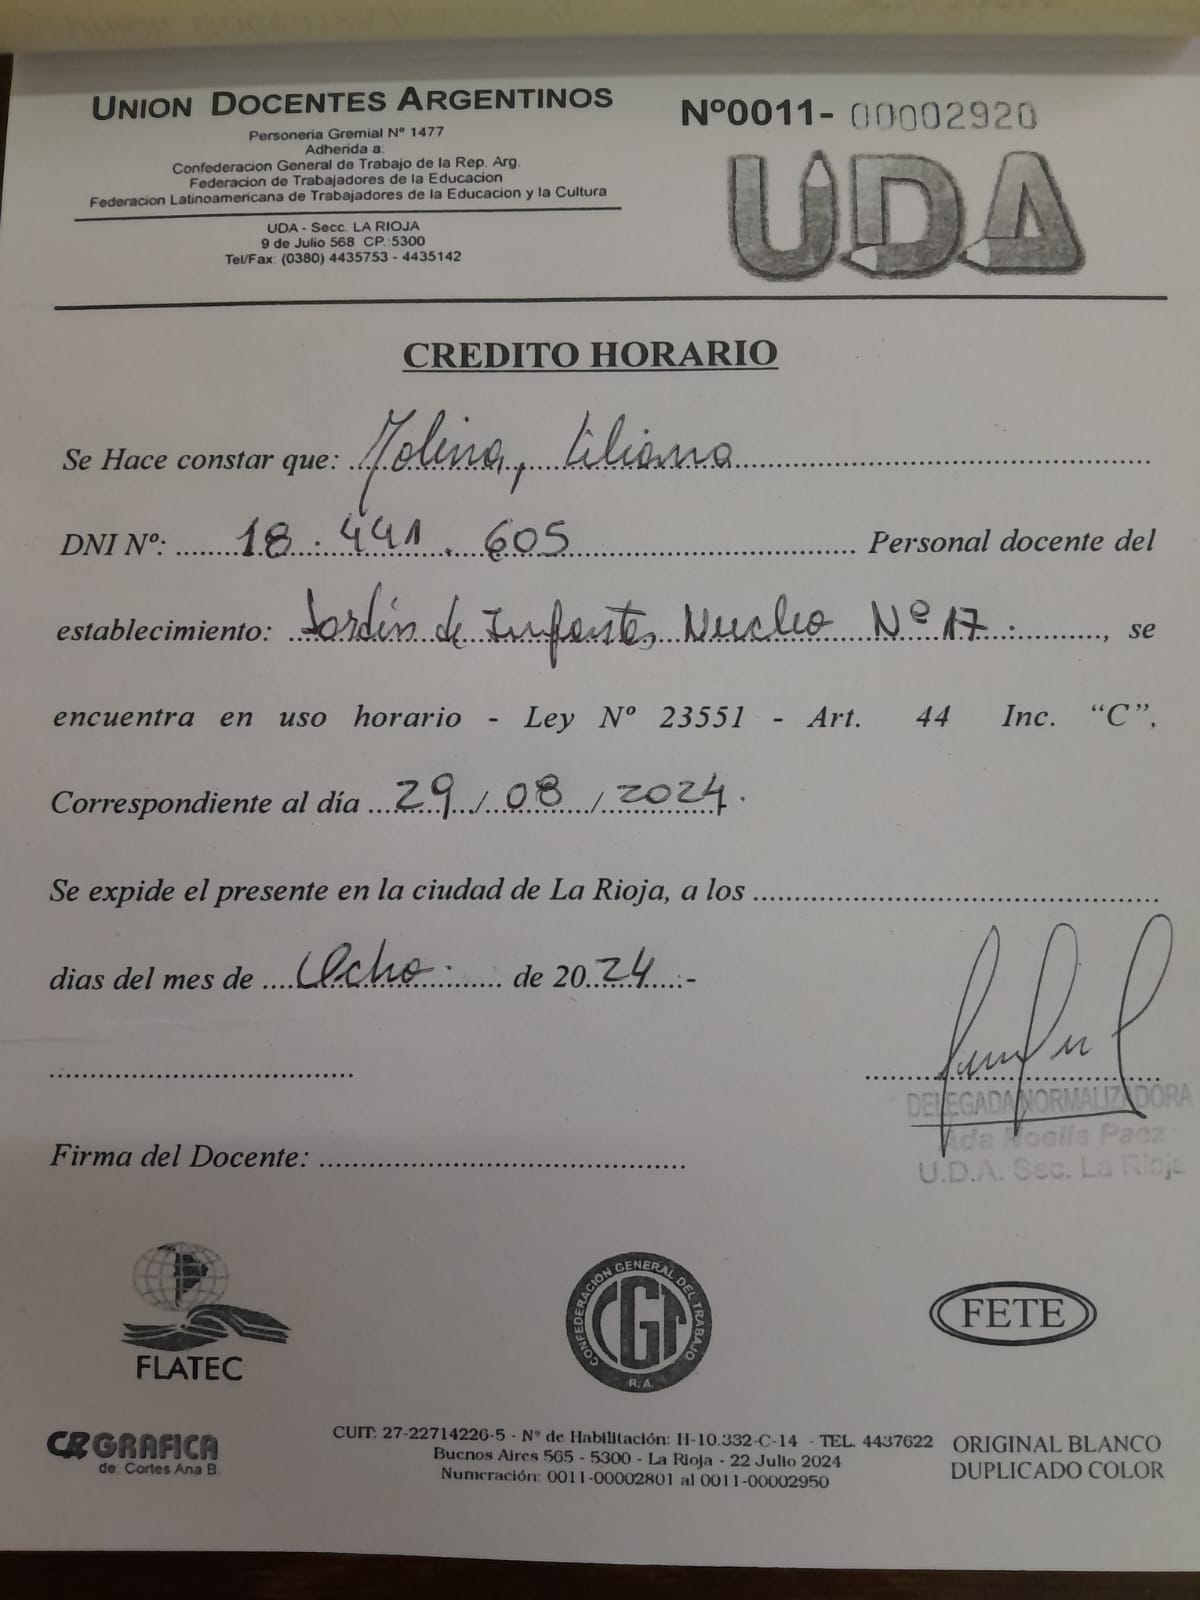 UNION DOCENTES ARGENTINOS
Personeria Gremial Nº 1477
Adherida a:
Confederacion General de Trabajo de la Rep. Arg.
Federacion de Trabajadores de la Educacion
Federacion Latinoamericana de Trabajadores de la Educacion y la Cultura
UDA - Secc. LA RIOJA
9 de Julio 568 CP.:5300
Tel/Fax: (0380) 4435753 - 4435142
Nº0011- 00002920
UDA
CREDITO HORARIO
Se Hace constar que: Molina, Liliana
DNI Nº: 18.441.605 Personal docente del
establecimiento: Jardín de Infantes Nucleo Nº 17., se
encuentra en uso horario - Ley Nº 23551 - Art. 44 Inc. “C”,
Correspondiente al día 29/08/2024.
Se expide el presente en la ciudad de La Rioja, a los
dias del mes de Ocho. de 2024.:-
DELEGADA NORMALIZADORA
Ada Noelia Paez
U.D.A. Sec. La Rioja
Firma del Docente:
FLATEC
CONFEDERACION GENERAL DEL TRABAJO
CGT
R.A.
FETE
CR GRAFICA
de: Cortes Ana B.
CUIT: 27-22714226-5 - Nº de Habilitación: H-10.332-C-14 - TEL. 4437622
Buenos Aires 565 - 5300 - La Rioja - 22 Julio 2024
Numeración: 0011-00002801 al 0011-00002950
ORIGINAL BLANCO
DUPLICADO COLOR